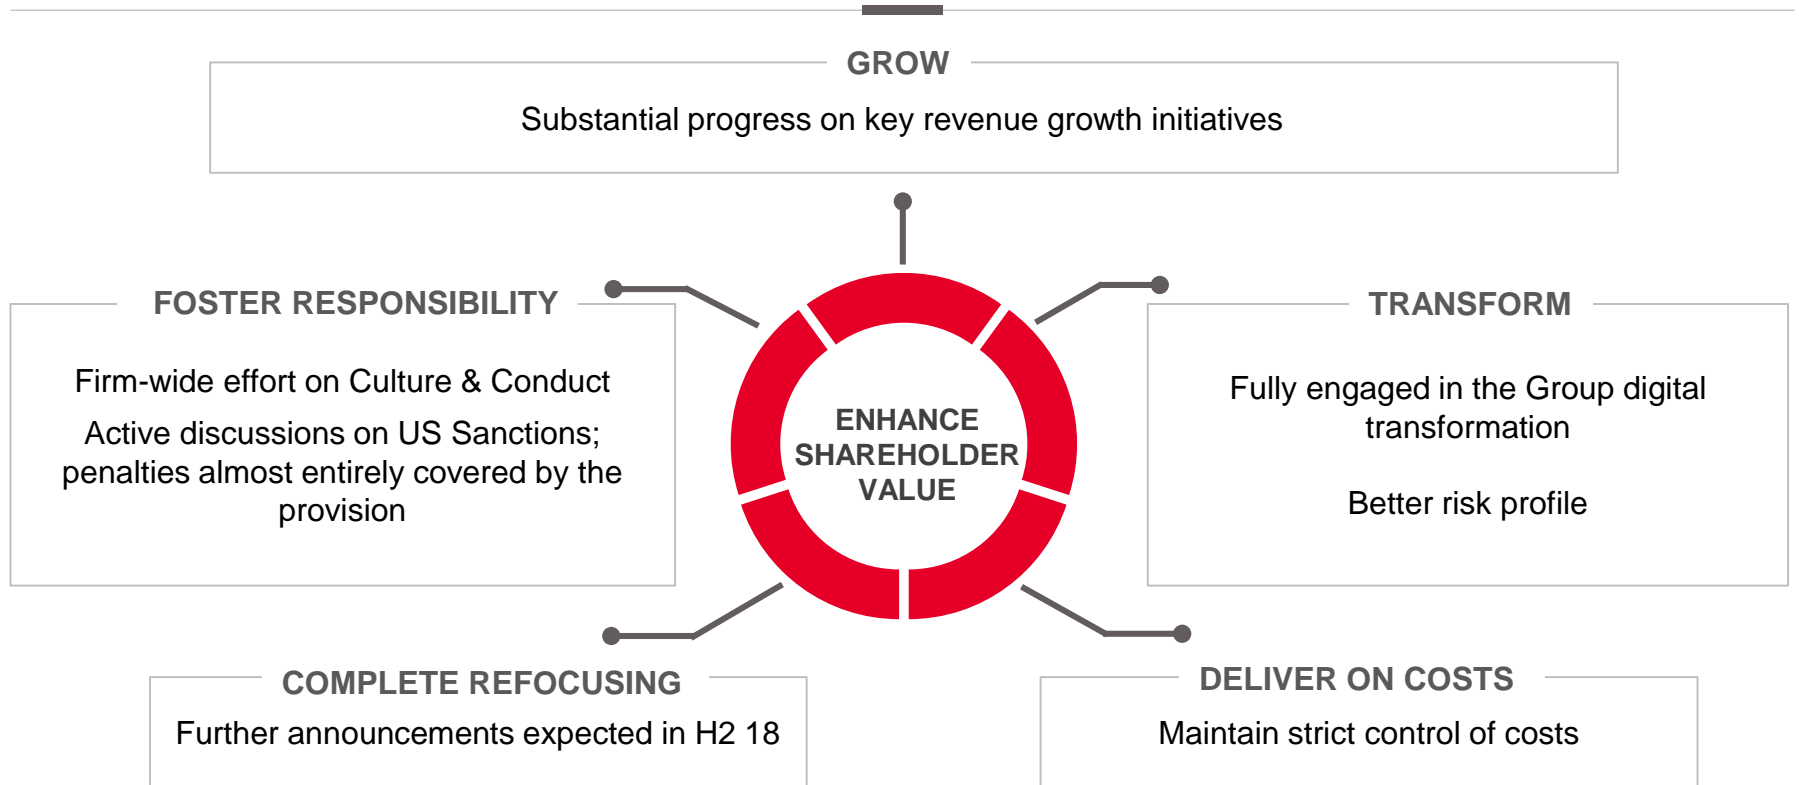 GROW
Substantial progress on key revenue growth initiatives
FOSTER RESPONSIBILITY
Firm-wide effort on Culture & Conduct
Active discussions on US Sanctions;
penalties almost entirely covered by the
provision
ENHANCE
SHAREHOLDER
VALUE
TRANSFORM
Fully engaged in the Group digital
transformation
Better risk profile
COMPLETE REFOCUSING
Further announcements expected in H2 18
DELIVER ON COSTS
Maintain strict control of costs